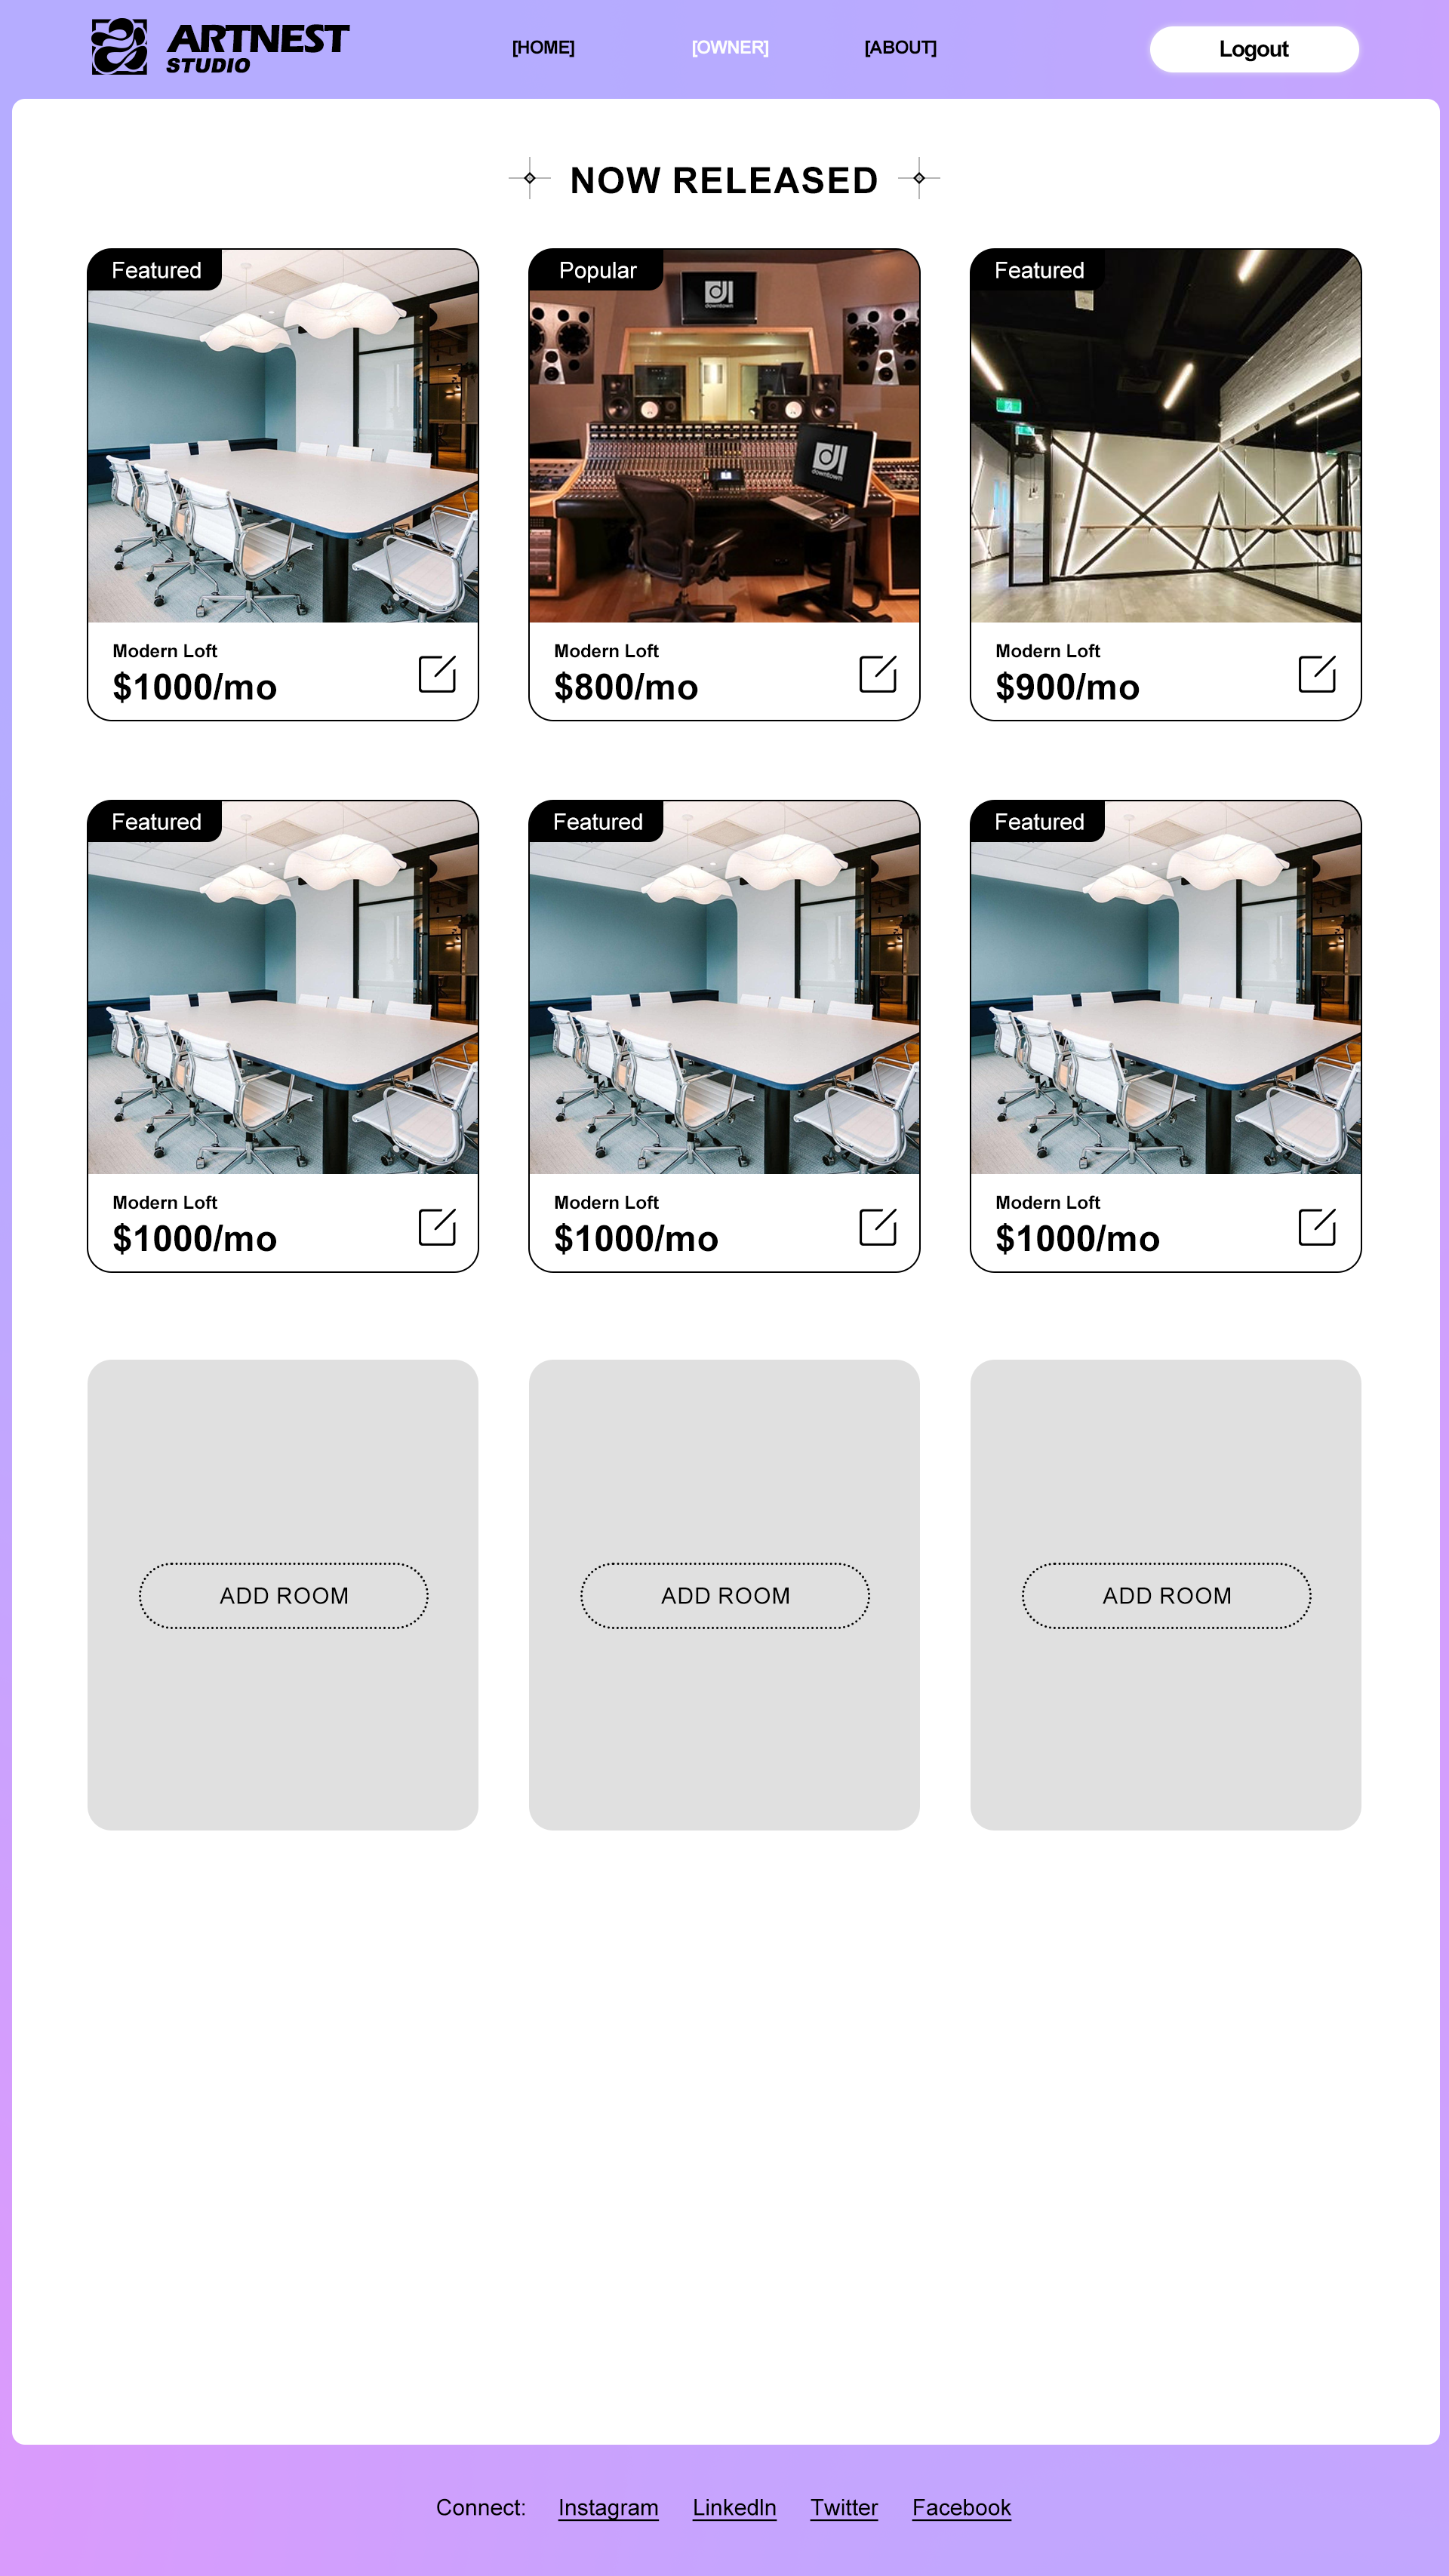 ARTNEST
STUDIO
[HOME] [OWNER] [ABOUT] Logout
NOW RELEASED
Featured Popular Featured
downtown
downtown
Modern Loft Modern Loft Modern Loft
$1000/mo $800/mo $900/mo
Featured Featured Featured
Modern Loft Modern Loft Modern Loft
$1000/mo $1000/mo $1000/mo
ADD ROOM ADD ROOM ADD ROOM
Connect: Instagram LinkedIn Twitter Facebook